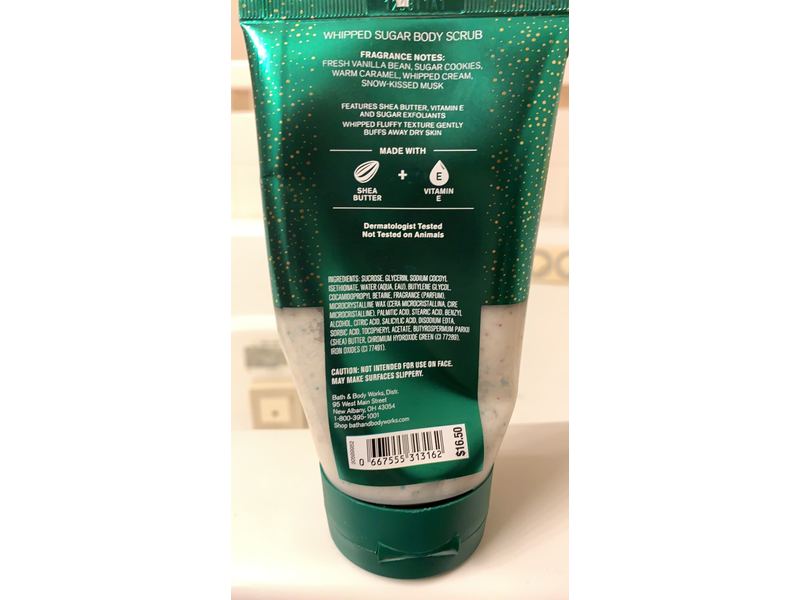 WHIPPED SUGAR BODY SCRUB
FRAGRANCE NOTES:
FRESH VANILLA BEAN, SUGAR COOKIES,
WARM CARAMEL, WHIPPED CREAM,
SNOW-KISSED MUSK
FEATURES SHEA BUTTER, VITAMIN E
AND SUGAR EXFOLIANTS
WHIPPED FLUFFY TEXTURE GENTLY
BUFFS AWAY DRY SKIN
MADE WITH
E
+
SHEA
BUTTER
VITAMIN
E
Dermatologist Tested
Not Tested on Animals
INGREDIENTS: SUCROSE, GLYCERIN, SODIUM COCOYL
ISETHIONATE, WATER (AQUA, EAU), BUTYLENE GLYCOL,
COCAMIDOPROPYL BETAINE, FRAGRANCE (PARFUM),
MICROCRYSTALLINE WAX (CERA MICROCRISTALLINA, CIRE
MICROCRISTALLINE), PALMITIC ACID, STEARIC ACID, BENZYL
ALCOHOL, CITRIC ACID, SALICYLIC ACID, DISODIUM EDTA,
SORBIC ACID, TOCOPHERYL ACETATE, BUTYROSPERMUM PARKII
(SHEA) BUTTER, CHROMIUM HYDROXIDE GREEN (CI 77289),
IRON OXIDES (CI 77491).
CAUTION: NOT INTENDED FOR USE ON FACE.
MAY MAKE SURFACES SLIPPERY.
Bath & Body Works, Distr.
95 West Main Street
New Albany, OH 43054
1-800-395-1001
Shop bathandbodyworks.com
0 667555 313162
$16.50